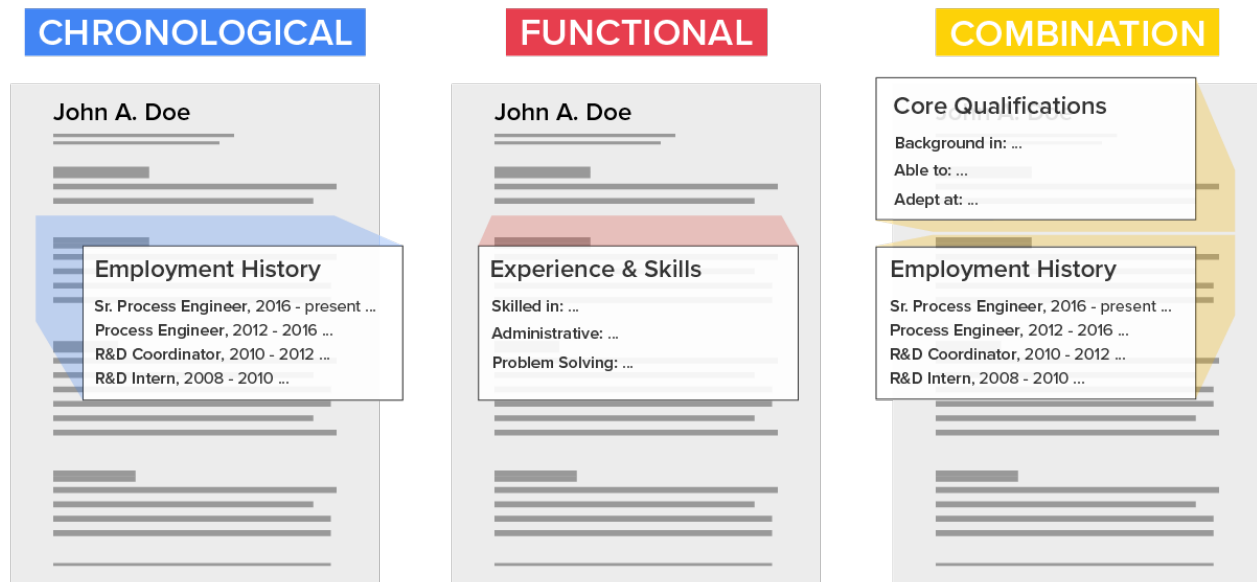 CHRONOLOGICAL
John A. Doe
Employment History
Sr. Process Engineer, 2016 - present ...
Process Engineer, 2012 - 2016 ...
R&D Coordinator, 2010 - 2012 ...
R&D Intern, 2008 - 2010 ...
FUNCTIONAL
John A. Doe
Experience & Skills
Skilled in: ...
Administrative: ...
Problem Solving: ...
COMBINATION
John A. Doe
Core Qualifications
Background in: ...
Able to: ...
Adept at: ...
Employment History
Sr. Process Engineer, 2016 - present ...
Process Engineer, 2012 - 2016 ...
R&D Coordinator, 2010 - 2012 ...
R&D Intern, 2008 - 2010 ...